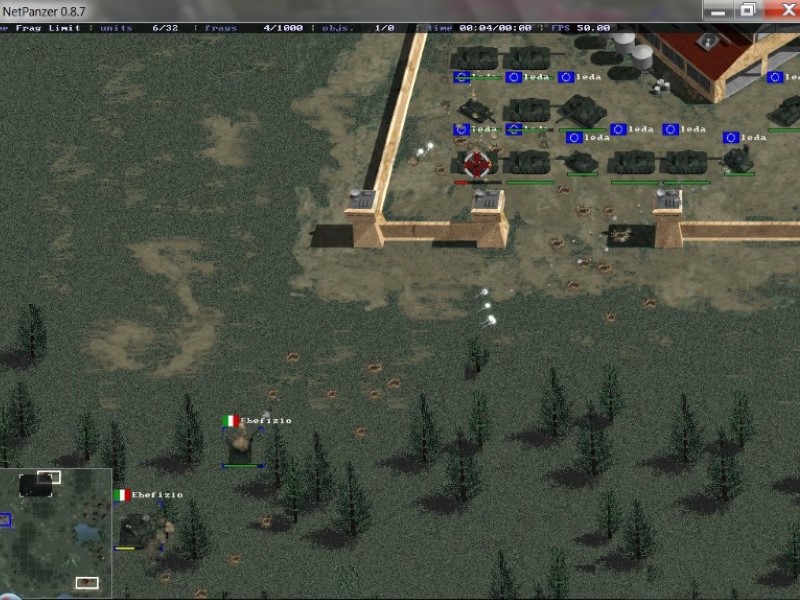 NetPanzer 0.8.7
me Frag Limit | units 6/32 | frags 4/1000 | objs. 1/0 | time 00:04/00:00 | FPS 50.00
leda leda leda le
leda leda leda leda leda leda
Ehefizio
Ehefizio